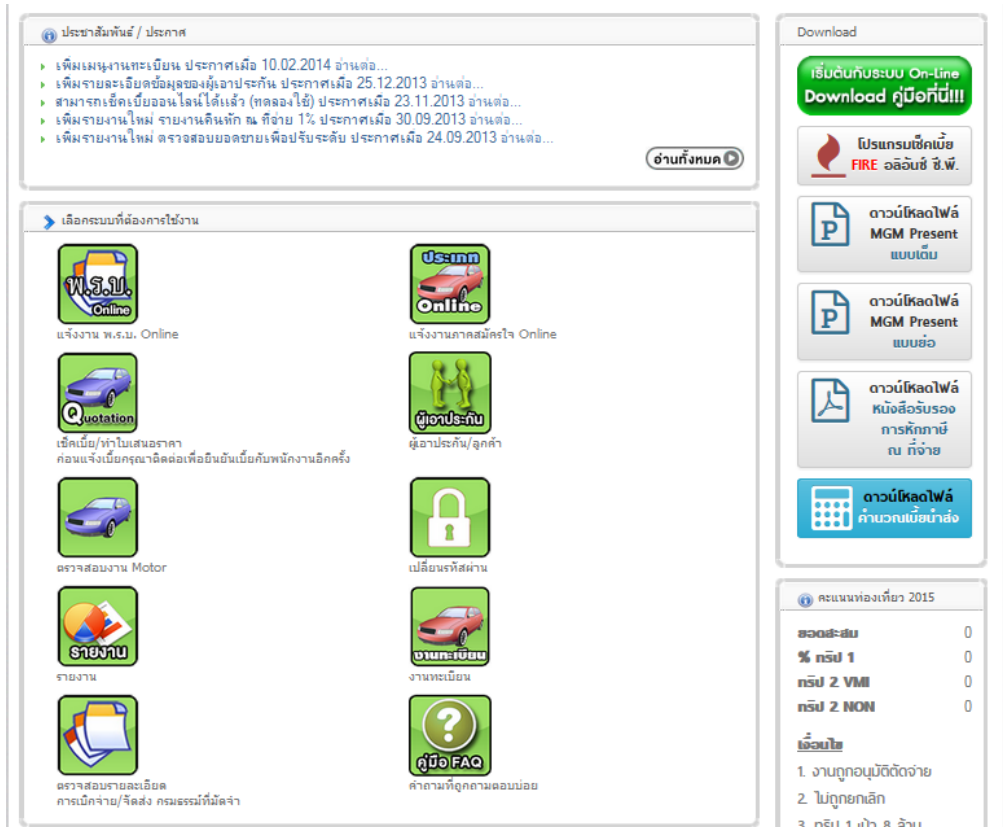 ประชาสัมพันธ์ / ประกาศ
เพิ่มเมนูงานทะเบียน ประกาศเมื่อ 10.02.2014 อ่านต่อ...
เพิ่มรายละเอียดข้อมูลของผู้เอาประกัน ประกาศเมื่อ 25.12.2013 อ่านต่อ...
สามารถเช็คเบี้ยออนไลน์ได้แล้ว (ทดลองใช้) ประกาศเมื่อ 23.11.2013 อ่านต่อ...
เพิ่มรายงานใหม่ รายงานคืนหัก ณ ที่จ่าย 1% ประกาศเมื่อ 30.09.2013 อ่านต่อ...
เพิ่มรายงานใหม่ ตรวจสอบยอดขายเพื่อปรับระดับ ประกาศเมื่อ 24.09.2013 อ่านต่อ...
อ่านทั้งหมด
เลือกระบบที่ต้องการใช้งาน
พ.ร.บ.
Online
แจ้งงาน พ.ร.บ. Online
ประเภท
Online
แจ้งงานภาคสมัครใจ Online
Quotation
เช็คเบี้ย/ทำใบเสนอราคา
ก่อนแจ้งเบี้ยกรุณาติดต่อเพื่อยืนยันเบี้ยกับพนักงานอีกครั้ง
ผู้เอาประกัน
ผู้เอาประกัน/ลูกค้า
ตรวจสอบงาน Motor
เปลี่ยนรหัสผ่าน
รายงาน
รายงาน
งานทะเบียน
งานทะเบียน
ตรวจสอบรายละเอียด
การเบิกจ่าย/จัดส่ง กรมธรรม์ที่มัดจำ
?
คู่มือ FAQ
คำถามที่ถูกถามตอบบ่อย
Download
เริ่มต้นกับระบบ On-Line
Download คู่มือที่นี่!!!
โปรแกรมเช็คเบี้ย
FIRE อลิอันซ์ ซี.พี.
P
ดาวน์โหลดไฟล์
MGM Present
แบบเต็ม
P
ดาวน์โหลดไฟล์
MGM Present
แบบย่อ
ดาวน์โหลดไฟล์
หนังสือรับรอง
การหักภาษี
ณ ที่จ่าย
ดาวน์โหลดไฟล์
คำนวณเบี้ยนำส่ง
คะแนนท่องเที่ยว 2015
ยอดสะสม 0
% ทริป 1 0
ทริป 2 VMI 0
ทริป 2 NON 0
เงื่อนไข
1. งานถูกอนุมัติตัดจ่าย
2. ไม่ถูกยกเลิก
3. ทริป 1 เป้า 8 ล้าน